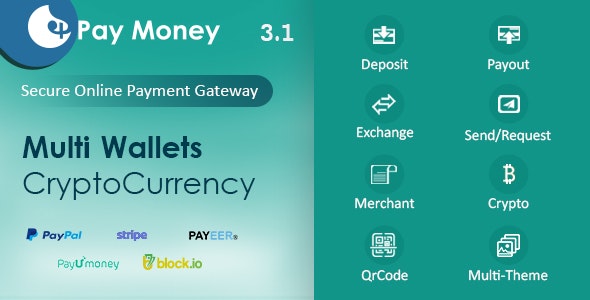 Pay Money 3.1
Secure Online Payment Gateway
Multi Wallets
CryptoCurrency
PayPal stripe PAYEER®
PayUmoney block.io
Deposit Payout
Exchange Send/Request
Merchant Crypto
QrCode Multi-Theme